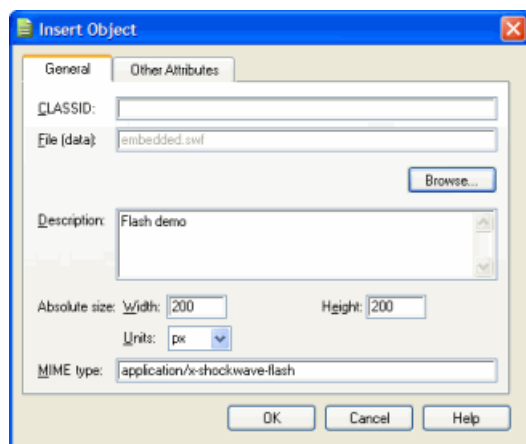 Insert Object
General Other Attributes
CLASSID:
File (data): embedded.swf
Browse...
Description: Flash demo
Absolute size: Width: 200 Height: 200
Units: px
MIME type: application/x-shockwave-flash
OK Cancel Help